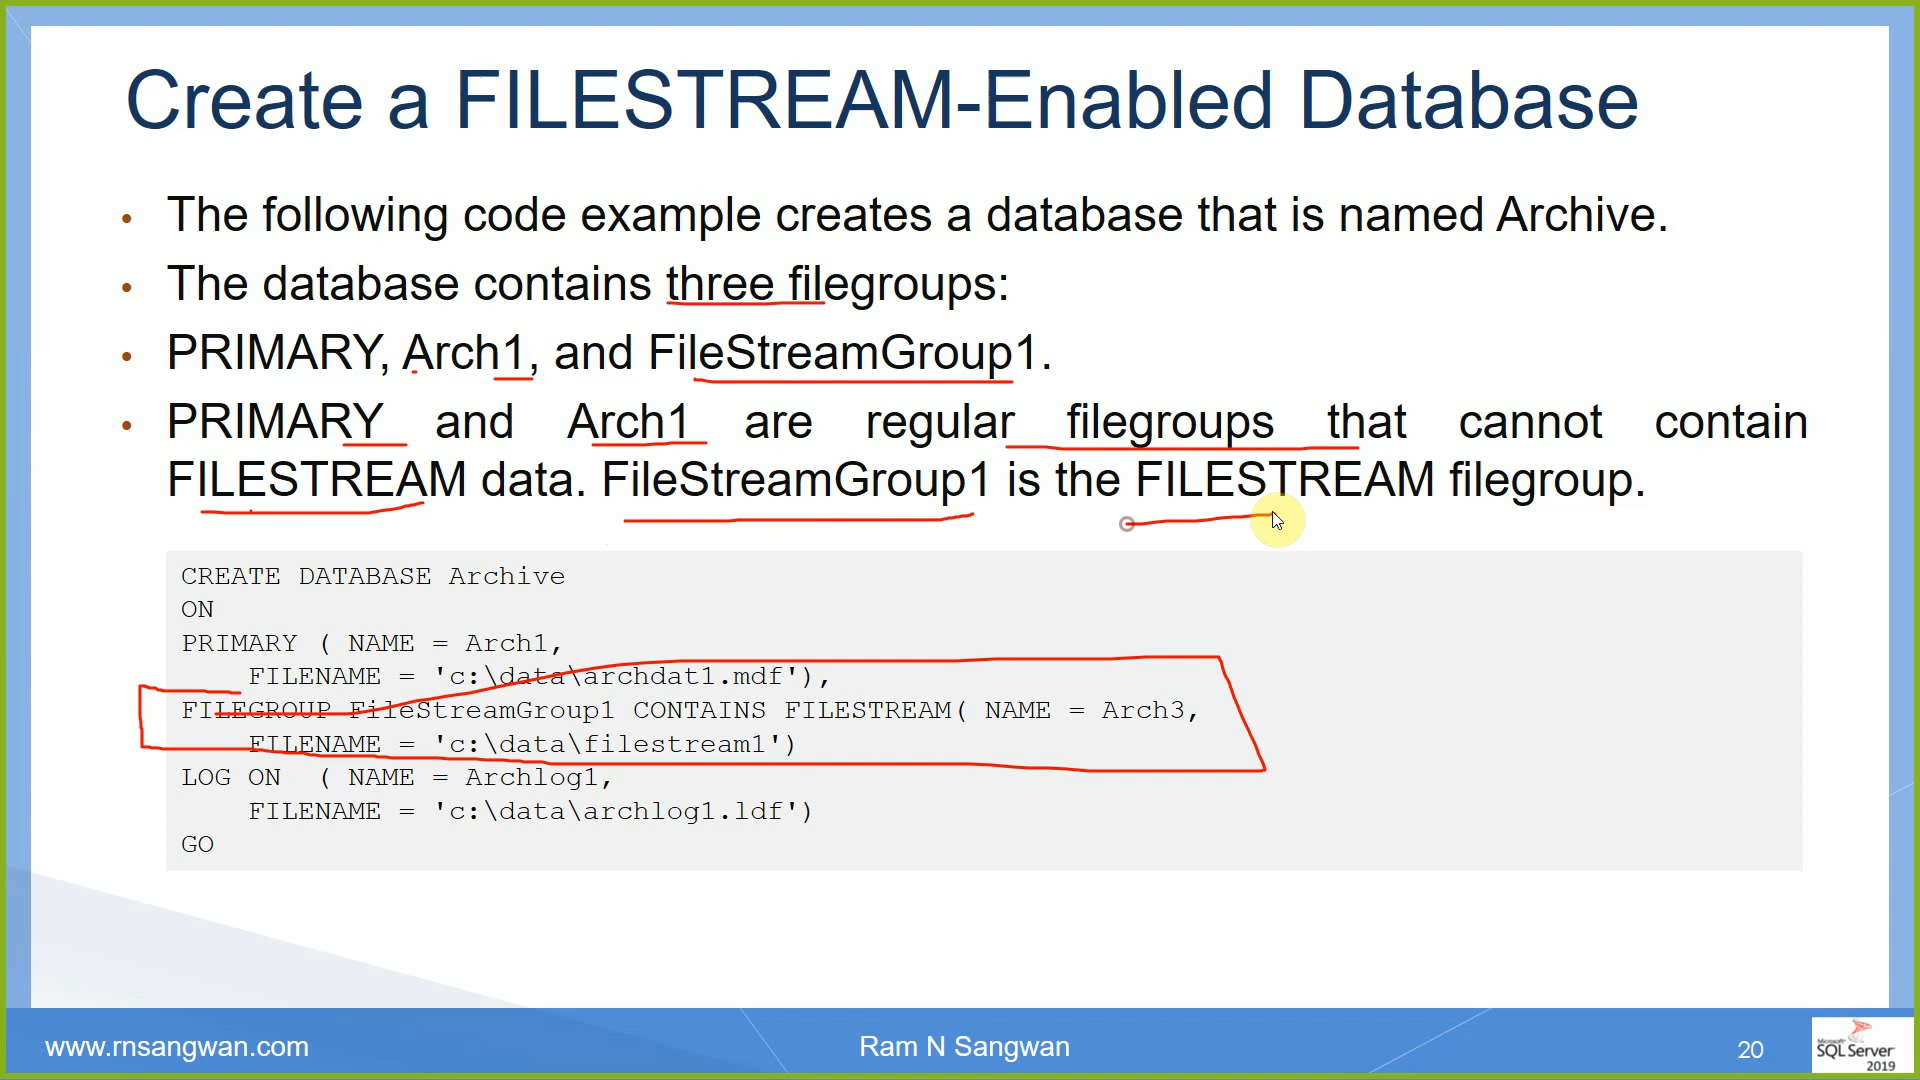 Create a FILESTREAM-Enabled Database
• The following code example creates a database that is named Archive.
• The database contains three filegroups:
• PRIMARY, Arch1, and FileStreamGroup1.
• PRIMARY and Arch1 are regular filegroups that cannot contain
FILESTREAM data. FileStreamGroup1 is the FILESTREAM filegroup.
CREATE DATABASE Archive
ON
PRIMARY ( NAME = Arch1,
    FILENAME = 'c:\data\archdat1.mdf'),
FILEGROUP FileStreamGroup1 CONTAINS FILESTREAM( NAME = Arch3,
    FILENAME = 'c:\data\filestream1')
LOG ON  ( NAME = Archlog1,
    FILENAME = 'c:\data\archlog1.ldf')
GO
www.rnsangwan.com
Ram N Sangwan
20
Microsoft
SQL Server
2019